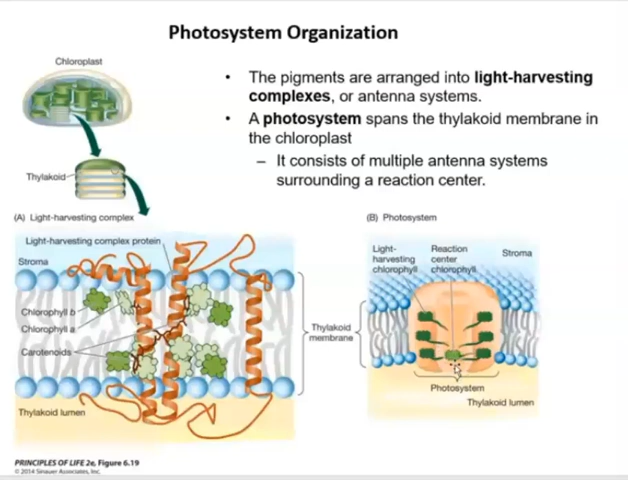 Photosystem Organization
Chloroplast
• The pigments are arranged into light-harvesting
complexes, or antenna systems.
• A photosystem spans the thylakoid membrane in
the chloroplast
– It consists of multiple antenna systems
surrounding a reaction center.
Thylakoid
(A) Light-harvesting complex
Light-harvesting complex protein
Stroma
Chlorophyll b
Chlorophyll a
Carotenoids
Thylakoid lumen
Thylakoid
membrane
(B) Photosystem
Light-
harvesting
chlorophyll
Reaction
center
chlorophyll
Stroma
Photosystem
Thylakoid lumen
PRINCIPLES OF LIFE 2e, Figure 6.19
© 2014 Sinauer Associates, Inc.